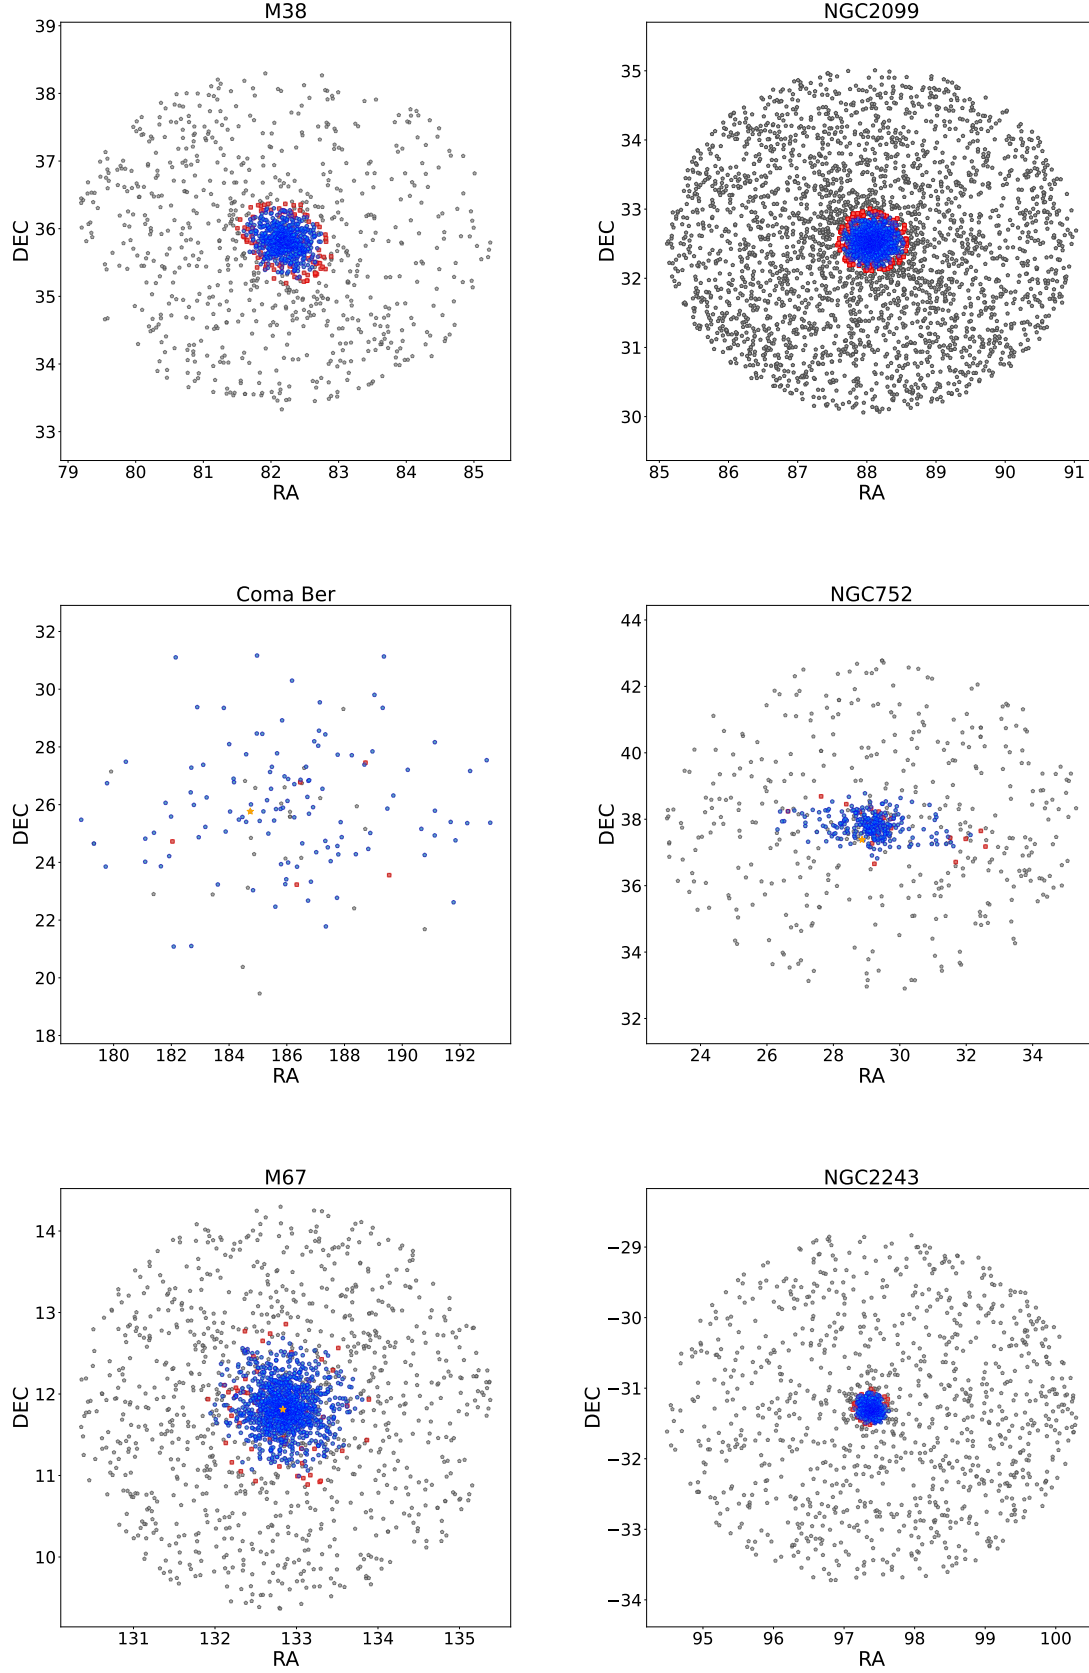 M38
39
38
37
36
35
34
33
DEC
79 80 81 82 83 84 85
RA
NGC2099
35
34
33
32
31
30
DEC
85 86 87 88 89 90 91
RA
Coma Ber
32
30
28
26
24
22
20
18
DEC
180 182 184 186 188 190 192
RA
NGC752
44
42
40
38
36
34
32
DEC
24 26 28 30 32 34
RA
M67
14
13
12
11
10
DEC
131 132 133 134 135
RA
NGC2243
−29
−30
−31
−32
−33
−34
DEC
95 96 97 98 99 100
RA